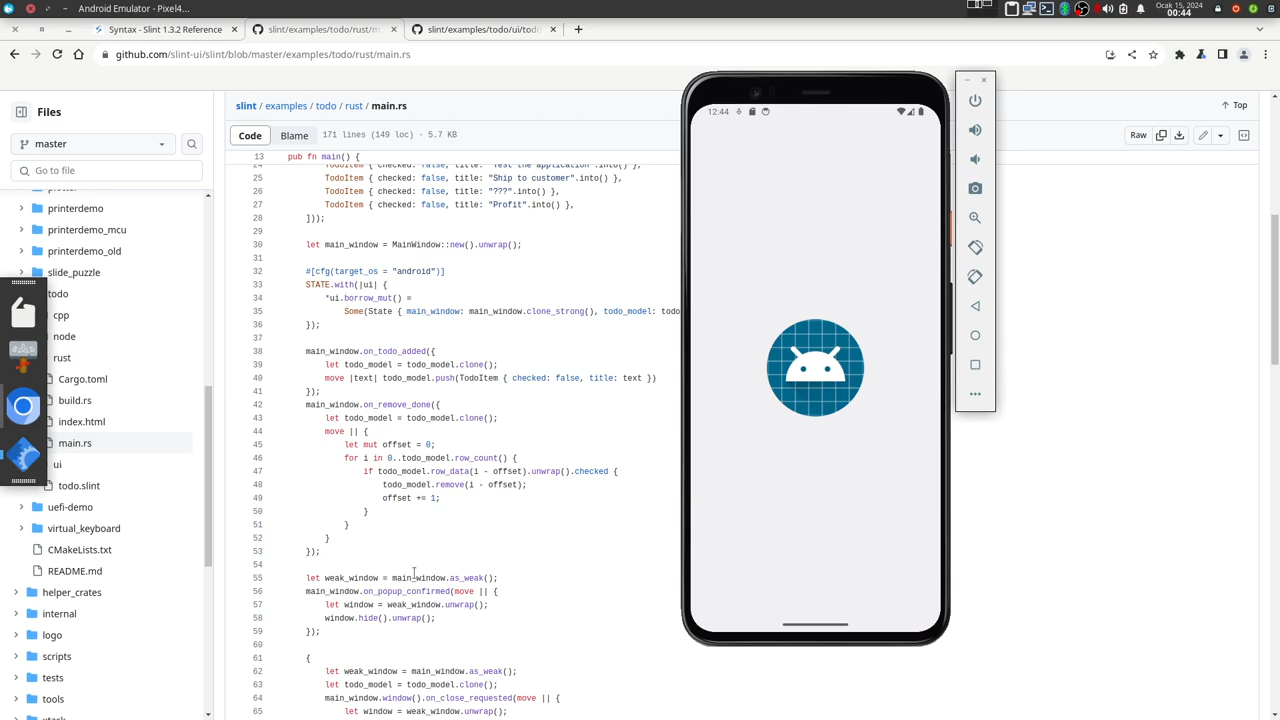 Android Emulator - Pixel4...
Ocak 15, 2024
00:44
Syntax - Slint 1.3.2 Reference
slint/examples/todo/rust/m
slint/examples/todo/ui/todo
github.com/slint-ui/slint/blob/master/examples/todo/rust/main.rs
Files
master
Go to file
printerdemo
printerdemo_mcu
printerdemo_old
slide_puzzle
todo
cpp
node
rust
Cargo.toml
build.rs
index.html
main.rs
ui
todo.slint
uefi-demo
virtual_keyboard
CMakeLists.txt
README.md
helper_crates
internal
logo
scripts
tests
tools
xtask
slint / examples / todo / rust / main.rs
Top
Code Blame 171 lines (149 loc) · 5.7 KB
Raw
13 pub fn main() {
24 TodoItem { checked: false, title: "Test the application".into() },
25 TodoItem { checked: false, title: "Ship to customer".into() },
26 TodoItem { checked: false, title: "???".into() },
27 TodoItem { checked: false, title: "Profit".into() },
28 ]));
29
30 let main_window = MainWindow::new().unwrap();
31
32 #[cfg(target_os = "android")]
33 STATE.with(|ui| {
34 *ui.borrow_mut() =
35 Some(State { main_window: main_window.clone_strong(), todo_model: todo
36 });
37
38 main_window.on_todo_added({
39 let todo_model = todo_model.clone();
40 move |text| todo_model.push(TodoItem { checked: false, title: text })
41 });
42 main_window.on_remove_done({
43 let todo_model = todo_model.clone();
44 move || {
45 let mut offset = 0;
46 for i in 0..todo_model.row_count() {
47 if todo_model.row_data(i - offset).unwrap().checked {
48 todo_model.remove(i - offset);
49 offset += 1;
50 }
51 }
52 }
53 });
54
55 let weak_window = main_window.as_weak();
56 main_window.on_popup_confirmed(move || {
57 let window = weak_window.unwrap();
58 window.hide().unwrap();
59 });
60
61 {
62 let weak_window = main_window.as_weak();
63 let todo_model = todo_model.clone();
64 main_window.window().on_close_requested(move || {
65 let window = weak_window.unwrap();
12:44